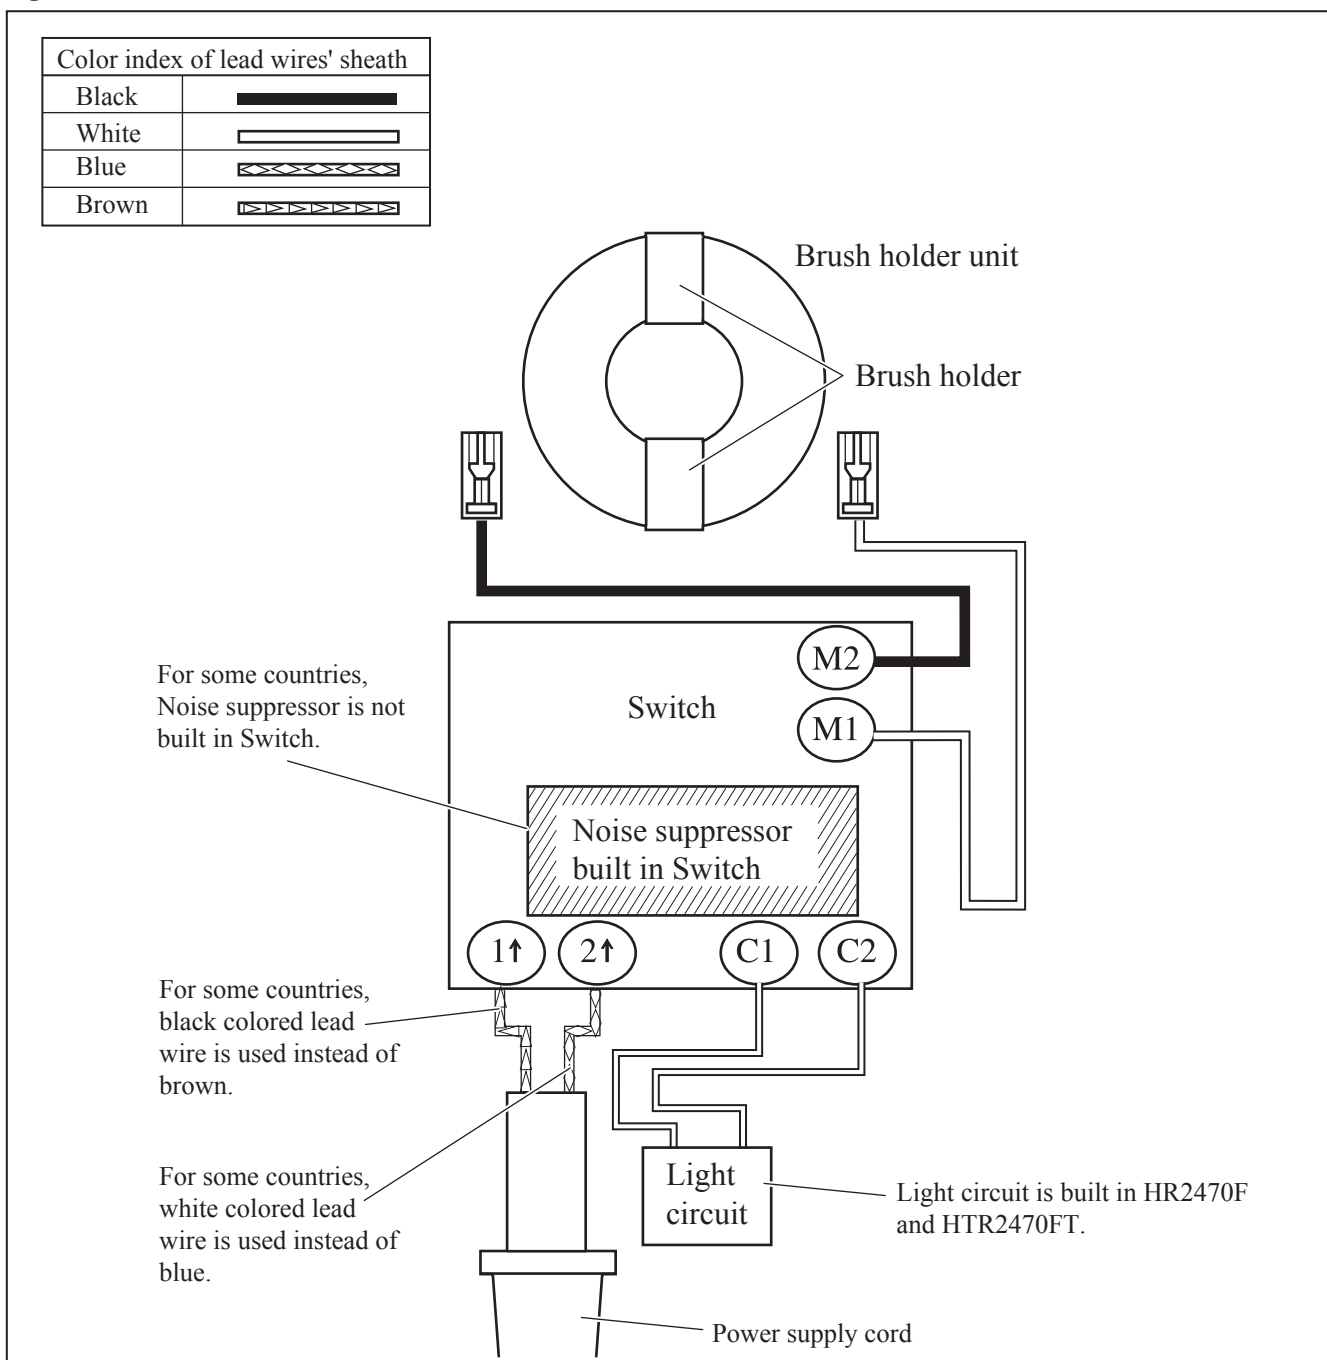 Color index of lead wires' sheath
Black
White
Blue
Brown
Brush holder unit
Brush holder
M2
For some countries,
Noise suppressor is not
built in Switch.
Switch
M1
Noise suppressor
built in Switch
1↑ 2↑ C1 C2
For some countries,
black colored lead
wire is used instead of
brown.
For some countries,
white colored lead
wire is used instead of
blue.
Light
circuit
Light circuit is built in HR2470F
and HTR2470FT.
Power supply cord